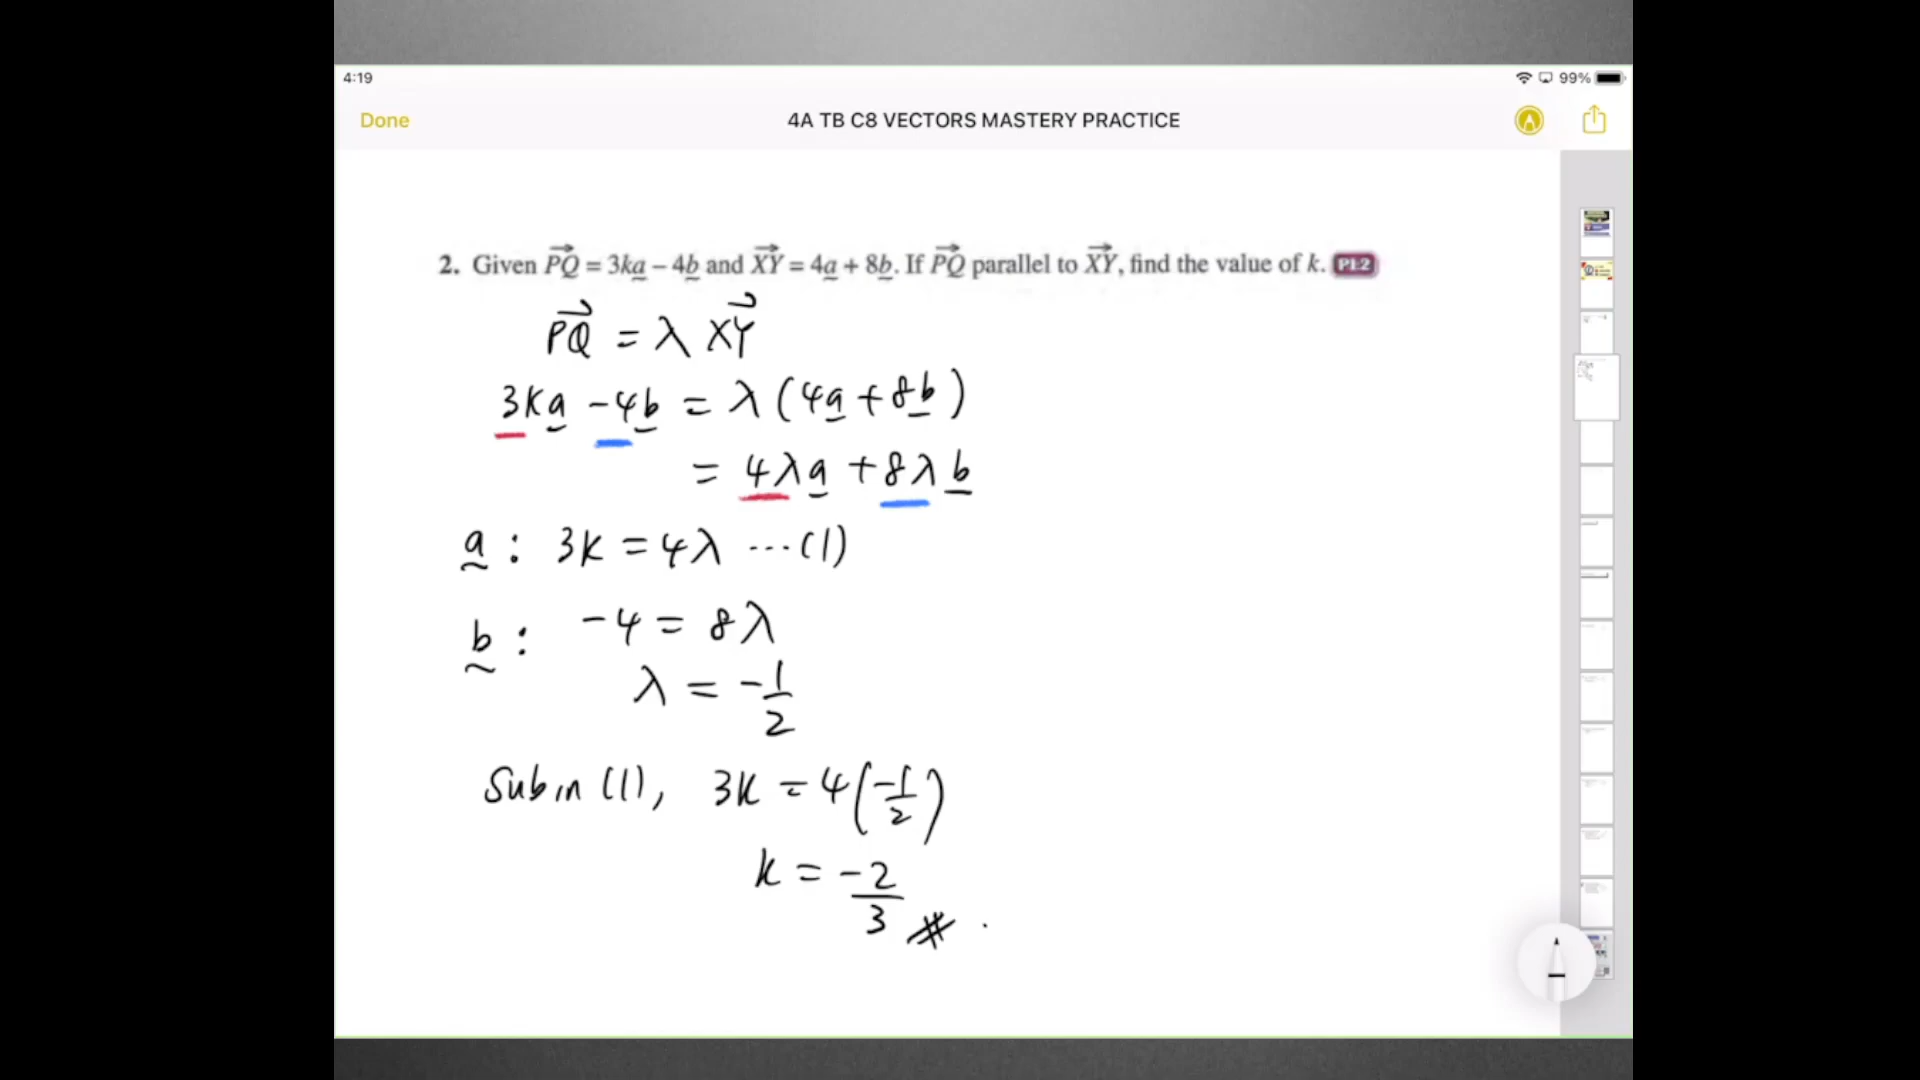 4:19
99%
Done
4A TB C8 VECTORS MASTERY PRACTICE
2. Given PQ⃗ = 3ka̰ – 4b̰ and XY⃗ = 4a̰ + 8b̰. If PQ⃗ parallel to XY⃗, find the value of k. PL2
PQ⃗ = λ XY⃗
3ka̲ -4b̲ = λ(4a̲ + 8b̲)
= 4λa̲ + 8λb̲
a̰ : 3k = 4λ ...(1)
b̰ : -4 = 8λ
λ = -1/2
Sub in (1), 3k = 4(-1/2)
k = -2/3 #